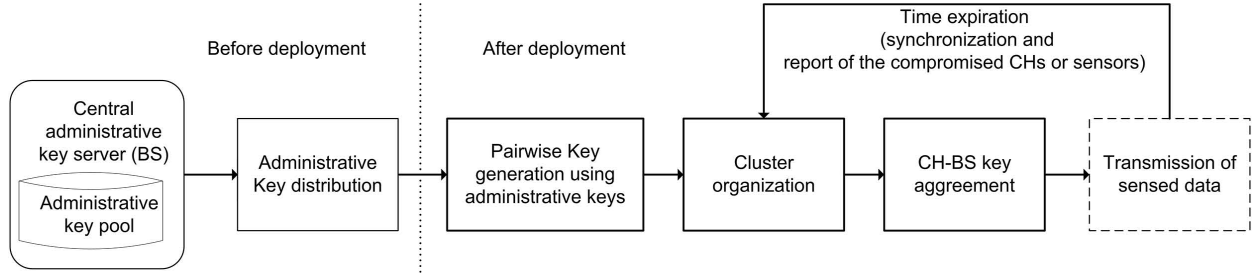 Before deployment
After deployment
Time expiration
(synchronization and
report of the compromised CHs or sensors)
Central
administrative
key server (BS)
Administrative
key pool
Administrative
Key distribution
Pairwise Key
generation using
administrative keys
Cluster
organization
CH-BS key
aggreement
Transmission of
sensed data